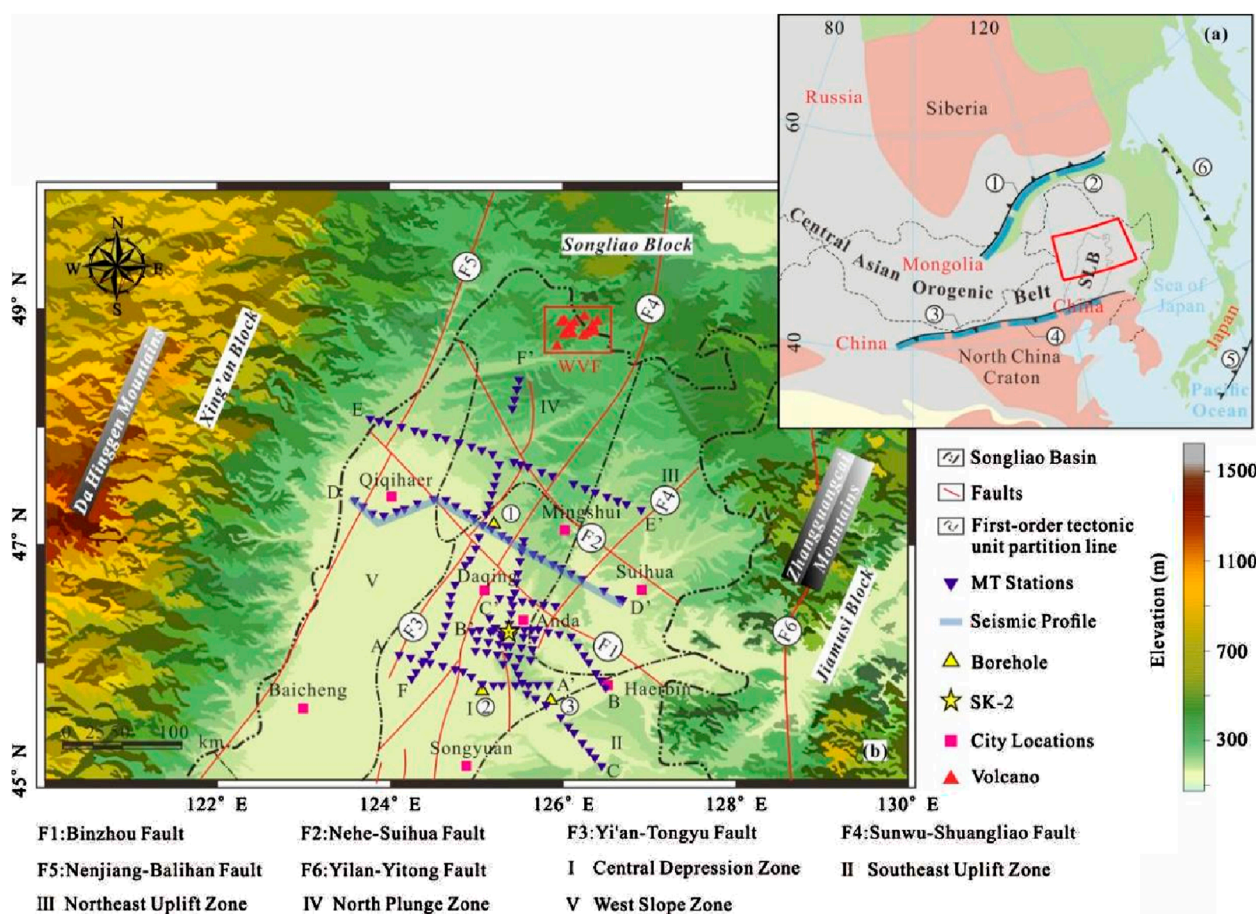 80
120
(a)
Russia
Siberia
60
①
②
⑥
Central
Asian
Orogenic
Belt
Mongolia
SLB
Sea of
Japan
③
China
④
China
Japan
40
North China
Craton
⑤
Pacific
Ocean
N
W E
S
Songliao Block
F5
F4
49° N
WVF
Da Hinggen Mountains
Xing'an Block
F'
IV
E
III
F4
Qiqihaer
D
①
Mingshui
E'
F2
47° N
Zhangguangcai
Mountains
V
Daqing
Suihua
D'
C'
Anda
Jiamusi Block
B'
F3
F1
F6
A
A'
Haerbin
F
Baicheng
I
②
③
B
0 25 50 100
km
Songyuan
II
C
(b)
45° N
122° E
124° E
126° E
128° E
130° E
Songliao Basin
Faults
First-order tectonic
unit partition line
MT Stations
Seismic Profile
Borehole
SK-2
City Locations
Volcano
Elevation (m)
1500
1100
700
300
F1:Binzhou Fault F2:Nehe-Suihua Fault F3:Yi'an-Tongyu Fault F4:Sunwu-Shuangliao Fault
F5:Nenjiang-Balihan Fault F6:Yilan-Yitong Fault I Central Depression Zone II Southeast Uplift Zone
III Northeast Uplift Zone IV North Plunge Zone V West Slope Zone